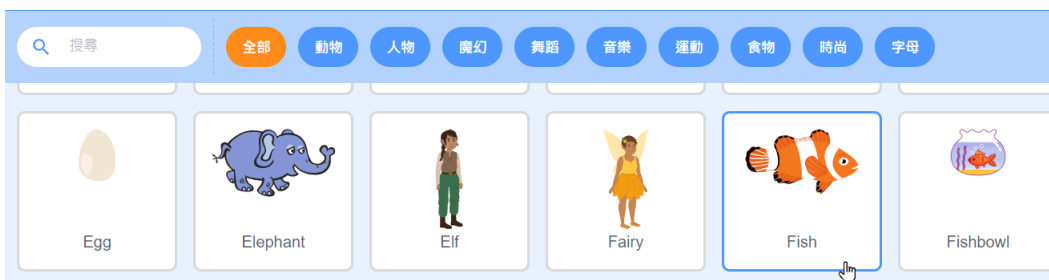 搜尋
全部 動物 人物 魔幻 舞蹈 音樂 運動 食物 時尚 字母
Egg Elephant Elf Fairy Fish Fishbowl